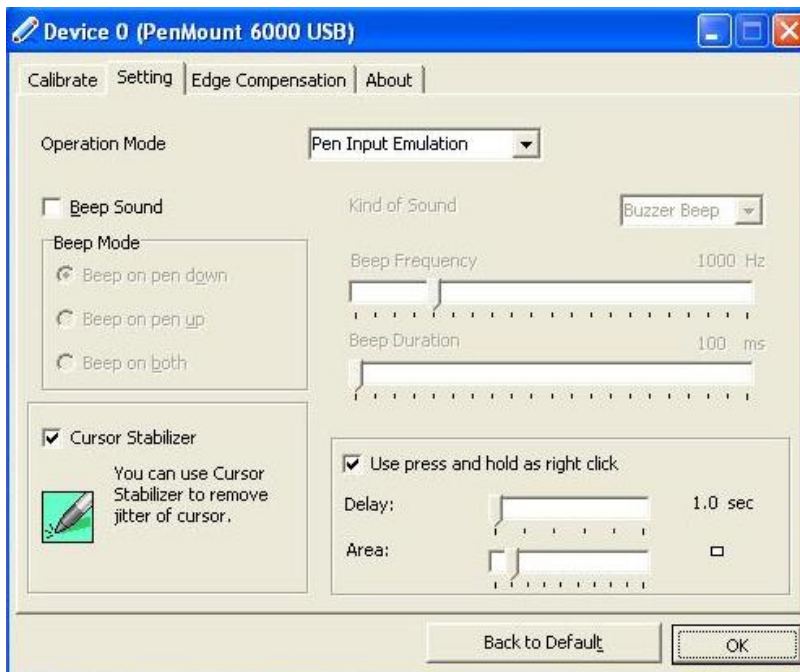 Device 0 (PenMount 6000 USB)
Calibrate Setting Edge Compensation About
Operation Mode Pen Input Emulation
Beep Sound Kind of Sound Buzzer Beep
Beep Mode
Beep Frequency 1000 Hz
Beep on pen down
Beep on pen up
Beep Duration 100 ms
Beep on both
Cursor Stabilizer
You can use Cursor
Stabilizer to remove
jitter of cursor.
Use press and hold as right click
Delay: 1.0 sec
Area:
Back to Default OK